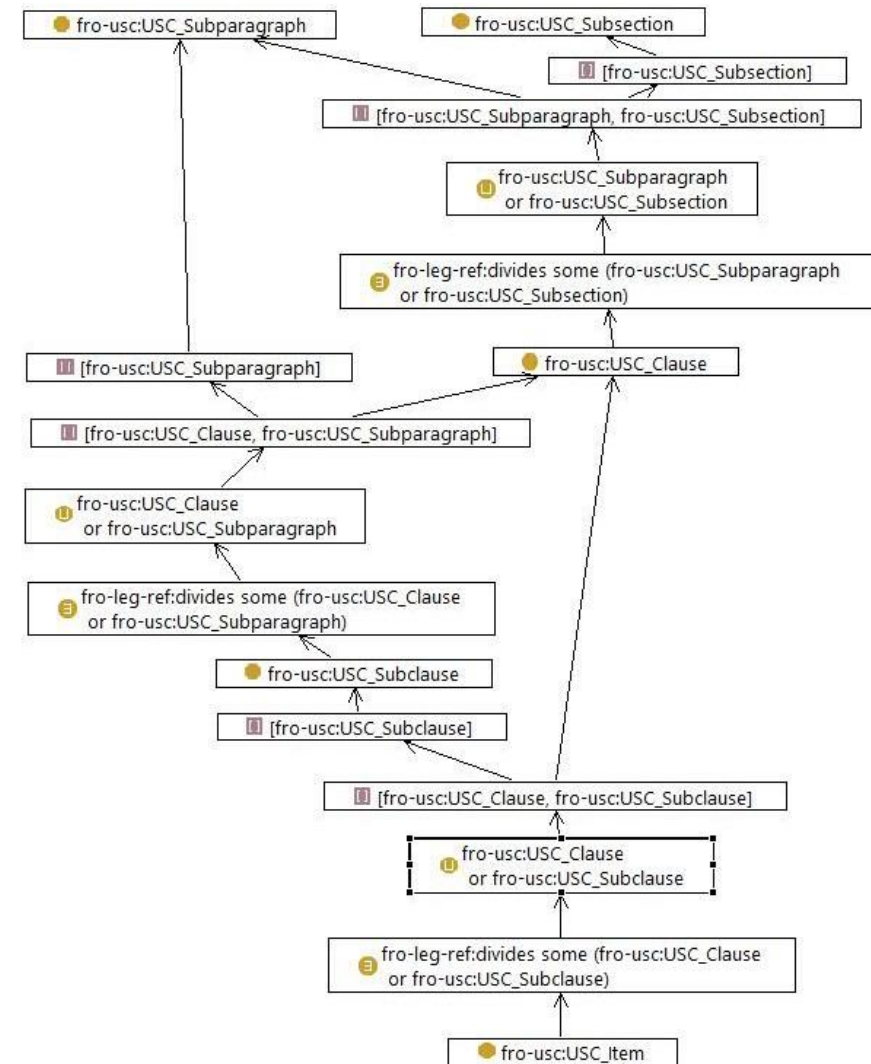 fro-usc:USC_Subparagraph
fro-usc:USC_Subsection
[fro-usc:USC_Subsection]
[fro-usc:USC_Subparagraph, fro-usc:USC_Subsection]
fro-usc:USC_Subparagraph
or fro-usc:USC_Subsection
fro-leg-ref:divides some (fro-usc:USC_Subparagraph
or fro-usc:USC_Subsection)
[fro-usc:USC_Subparagraph]
fro-usc:USC_Clause
[fro-usc:USC_Clause, fro-usc:USC_Subparagraph]
fro-usc:USC_Clause
or fro-usc:USC_Subparagraph
fro-leg-ref:divides some (fro-usc:USC_Clause
or fro-usc:USC_Subparagraph)
fro-usc:USC_Subclause
[fro-usc:USC_Subclause]
[fro-usc:USC_Clause, fro-usc:USC_Subclause]
fro-usc:USC_Clause
or fro-usc:USC_Subclause
fro-leg-ref:divides some (fro-usc:USC_Clause
or fro-usc:USC_Subclause)
fro-usc:USC_Item